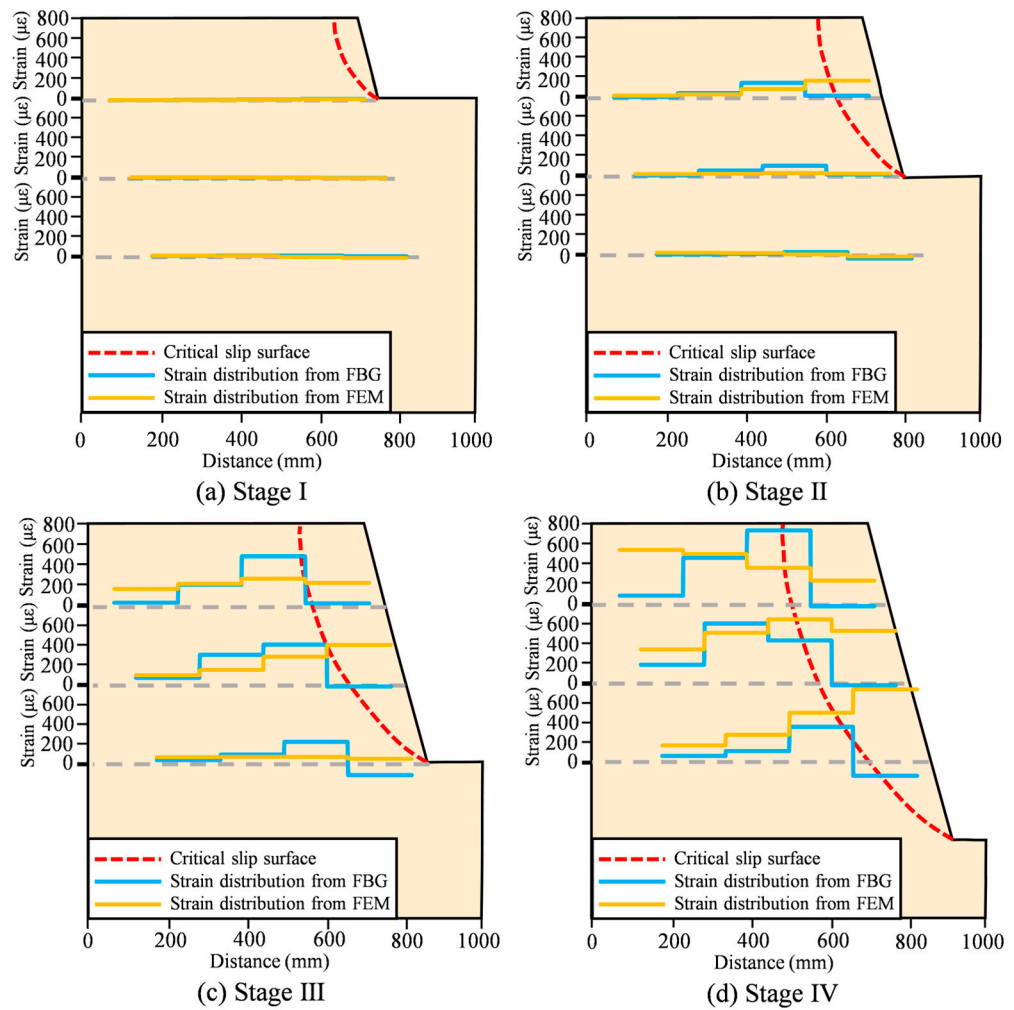 800
600
400
200
0
600
400
200
0
600
400
200
0
Strain (με)
Strain (με)
Strain (με)
Critical slip surface
Strain distribution from FBG
Strain distribution from FEM
0 200 400 600 800 1000
Distance (mm)
(a) Stage I
800
600
400
200
0
600
400
200
0
600
400
200
0
Strain (με)
Strain (με)
Strain (με)
Critical slip surface
Strain distribution from FBG
Strain distribution from FEM
0 200 400 600 800 1000
Distance (mm)
(b) Stage II
800
600
400
200
0
600
400
200
0
600
400
200
0
Strain (με)
Strain (με)
Strain (με)
Critical slip surface
Strain distribution from FBG
Strain distribution from FEM
0 200 400 600 800 1000
Distance (mm)
(c) Stage III
800
600
400
200
0
600
400
200
0
600
400
200
0
Strain (με)
Strain (με)
Strain (με)
Critical slip surface
Strain distribution from FBG
Strain distribution from FEM
0 200 400 600 800 1000
Distance (mm)
(d) Stage IV